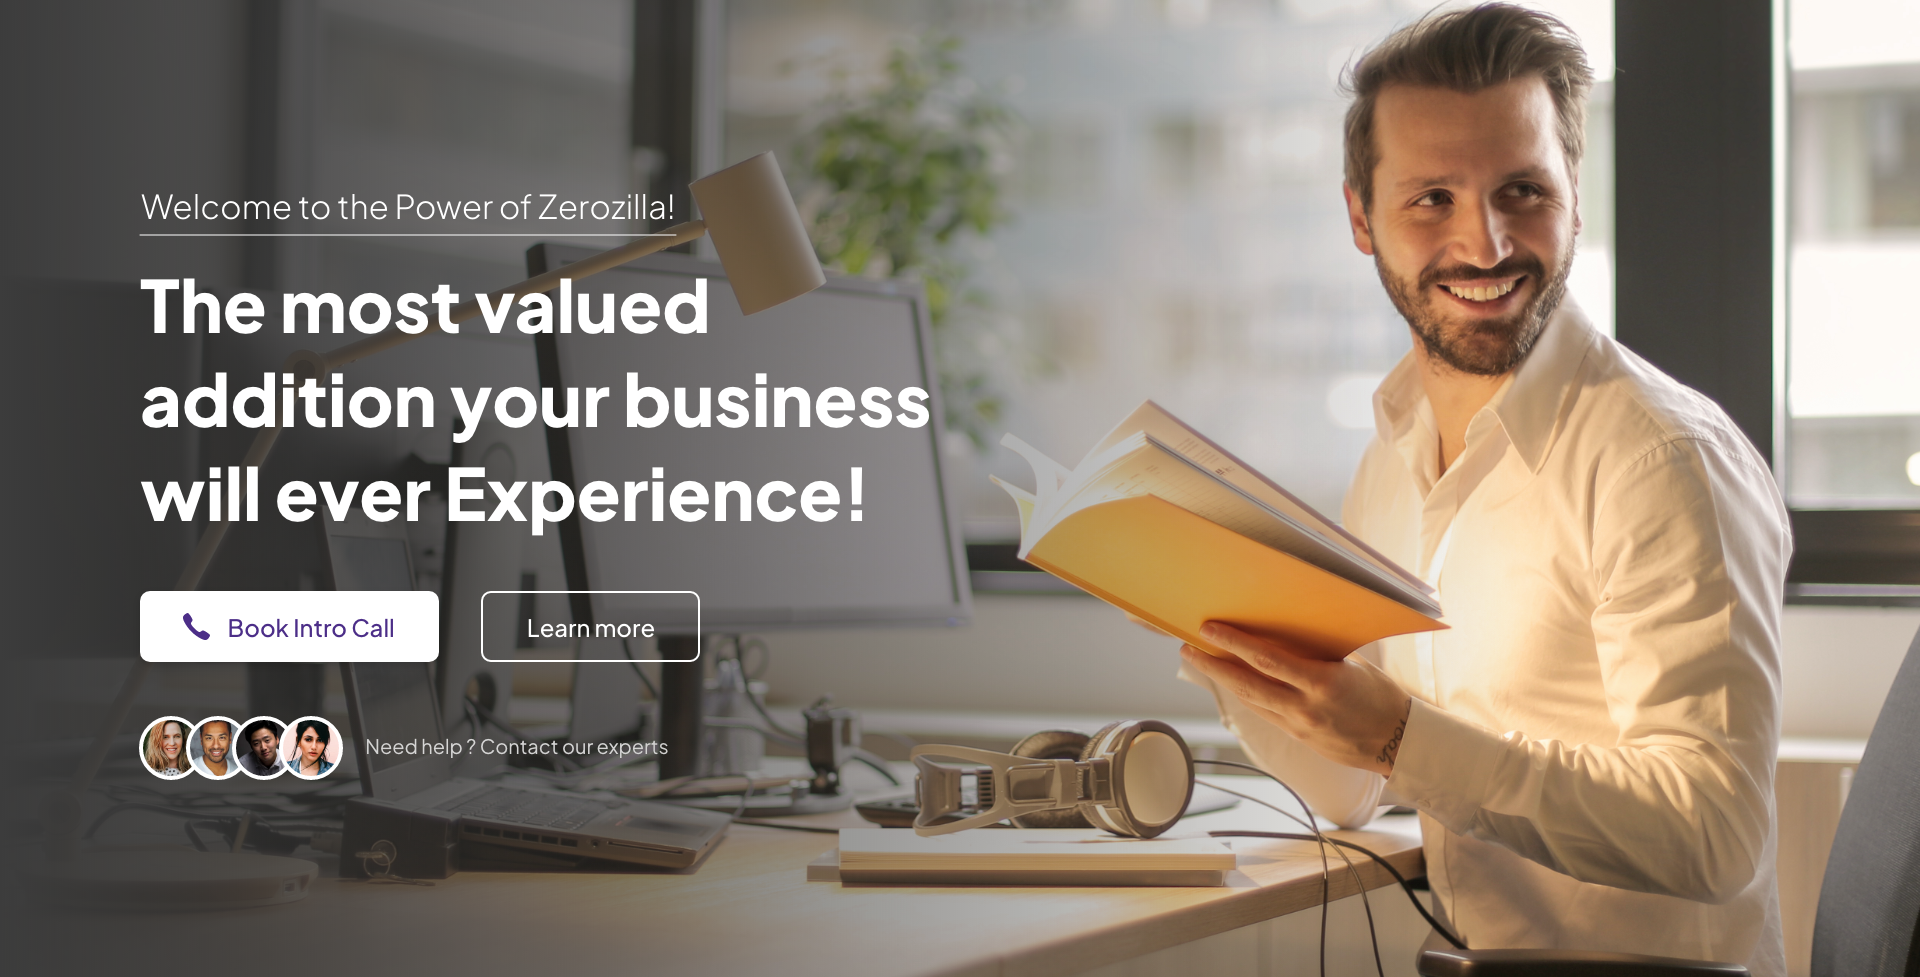 Welcome to the Power of Zerozilla!
The most valued
addition your business
will ever Experience!
Book Intro Call
Learn more
Need help ? Contact our experts